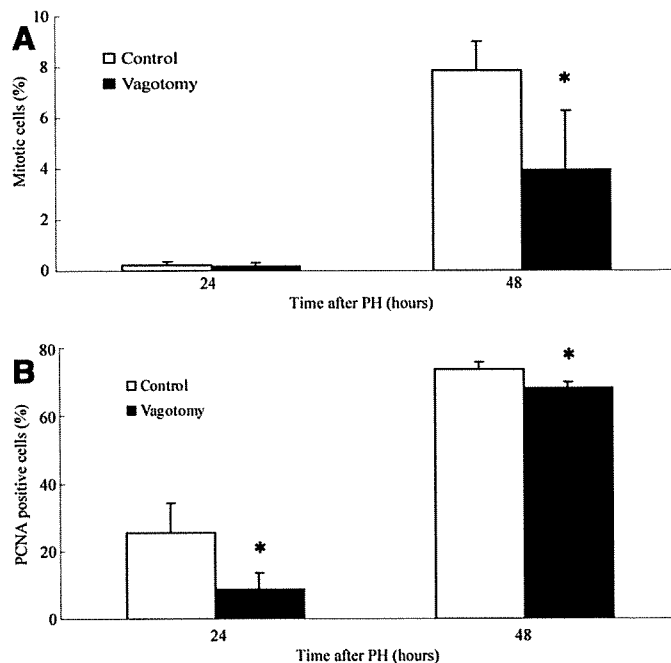 A
Control
Vagotomy
Mitotic cells (%)
10
8
6
4
2
0
*
24
48
Time after PH (hours)
B
Control
Vagotomy
PCNA positive cells (%)
80
60
40
20
0
*
*
24
48
Time after PH (hours)